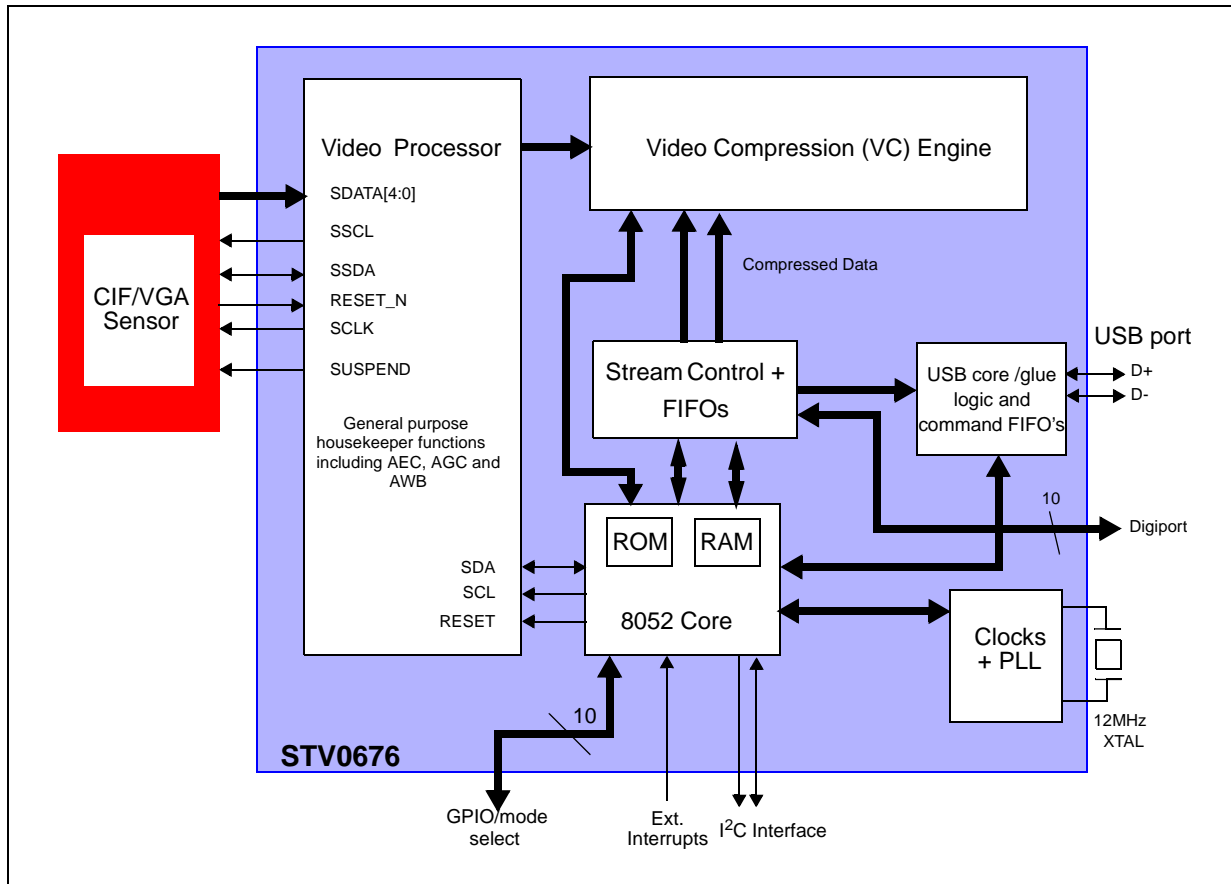 Video Processor
Video Compression (VC) Engine
SDATA[4:0]
SSCL
SSDA
RESET_N
SCLK
SUSPEND
CIF/VGA
Sensor
General purpose
housekeeper functions
including AEC, AGC and
AWB
Compressed Data
Stream Control +
FIFOs
USB core /glue
logic and
command FIFO's
USB port
D+
D-
10
Digiport
ROM
RAM
SDA
SCL
RESET
8052 Core
Clocks
+ PLL
12MHz
XTAL
10
STV0676
GPIO/mode
select
Ext.
Interrupts
I²C Interface